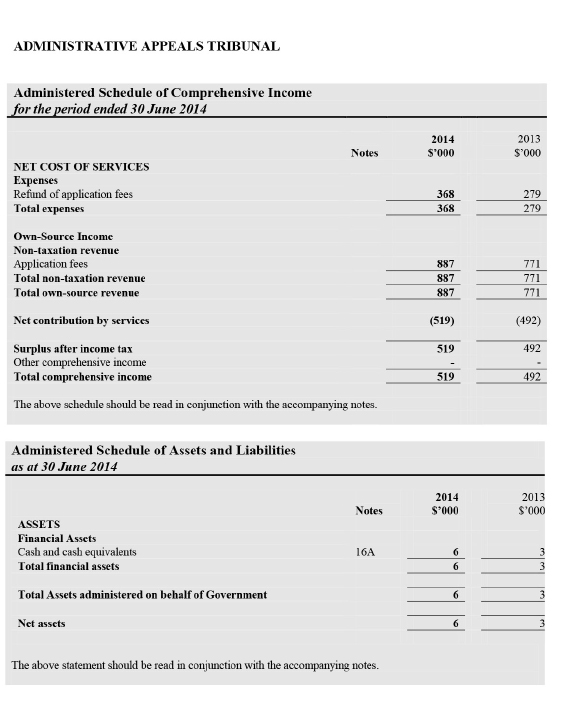 ADMINISTRATIVE APPEALS TRIBUNAL
Administered Schedule of Comprehensive Income
for the period ended 30 June 2014
2014 2013
Notes $'000 $'000
NET COST OF SERVICES
Expenses
Refund of application fees 368 279
Total expenses 368 279
Own-Source Income
Non-taxation revenue
Application fees 887 771
Total non-taxation revenue 887 771
Total own-source revenue 887 771
Net contribution by services (519) (492)
Surplus after income tax 519 492
Other comprehensive income - -
Total comprehensive income 519 492
The above schedule should be read in conjunction with the accompanying notes.
Administered Schedule of Assets and Liabilities
as at 30 June 2014
2014 2013
Notes $'000 $'000
ASSETS
Financial Assets
Cash and cash equivalents 16A 6 3
Total financial assets 6 3
Total Assets administered on behalf of Government 6 3
Net assets 6 3
The above statement should be read in conjunction with the accompanying notes.